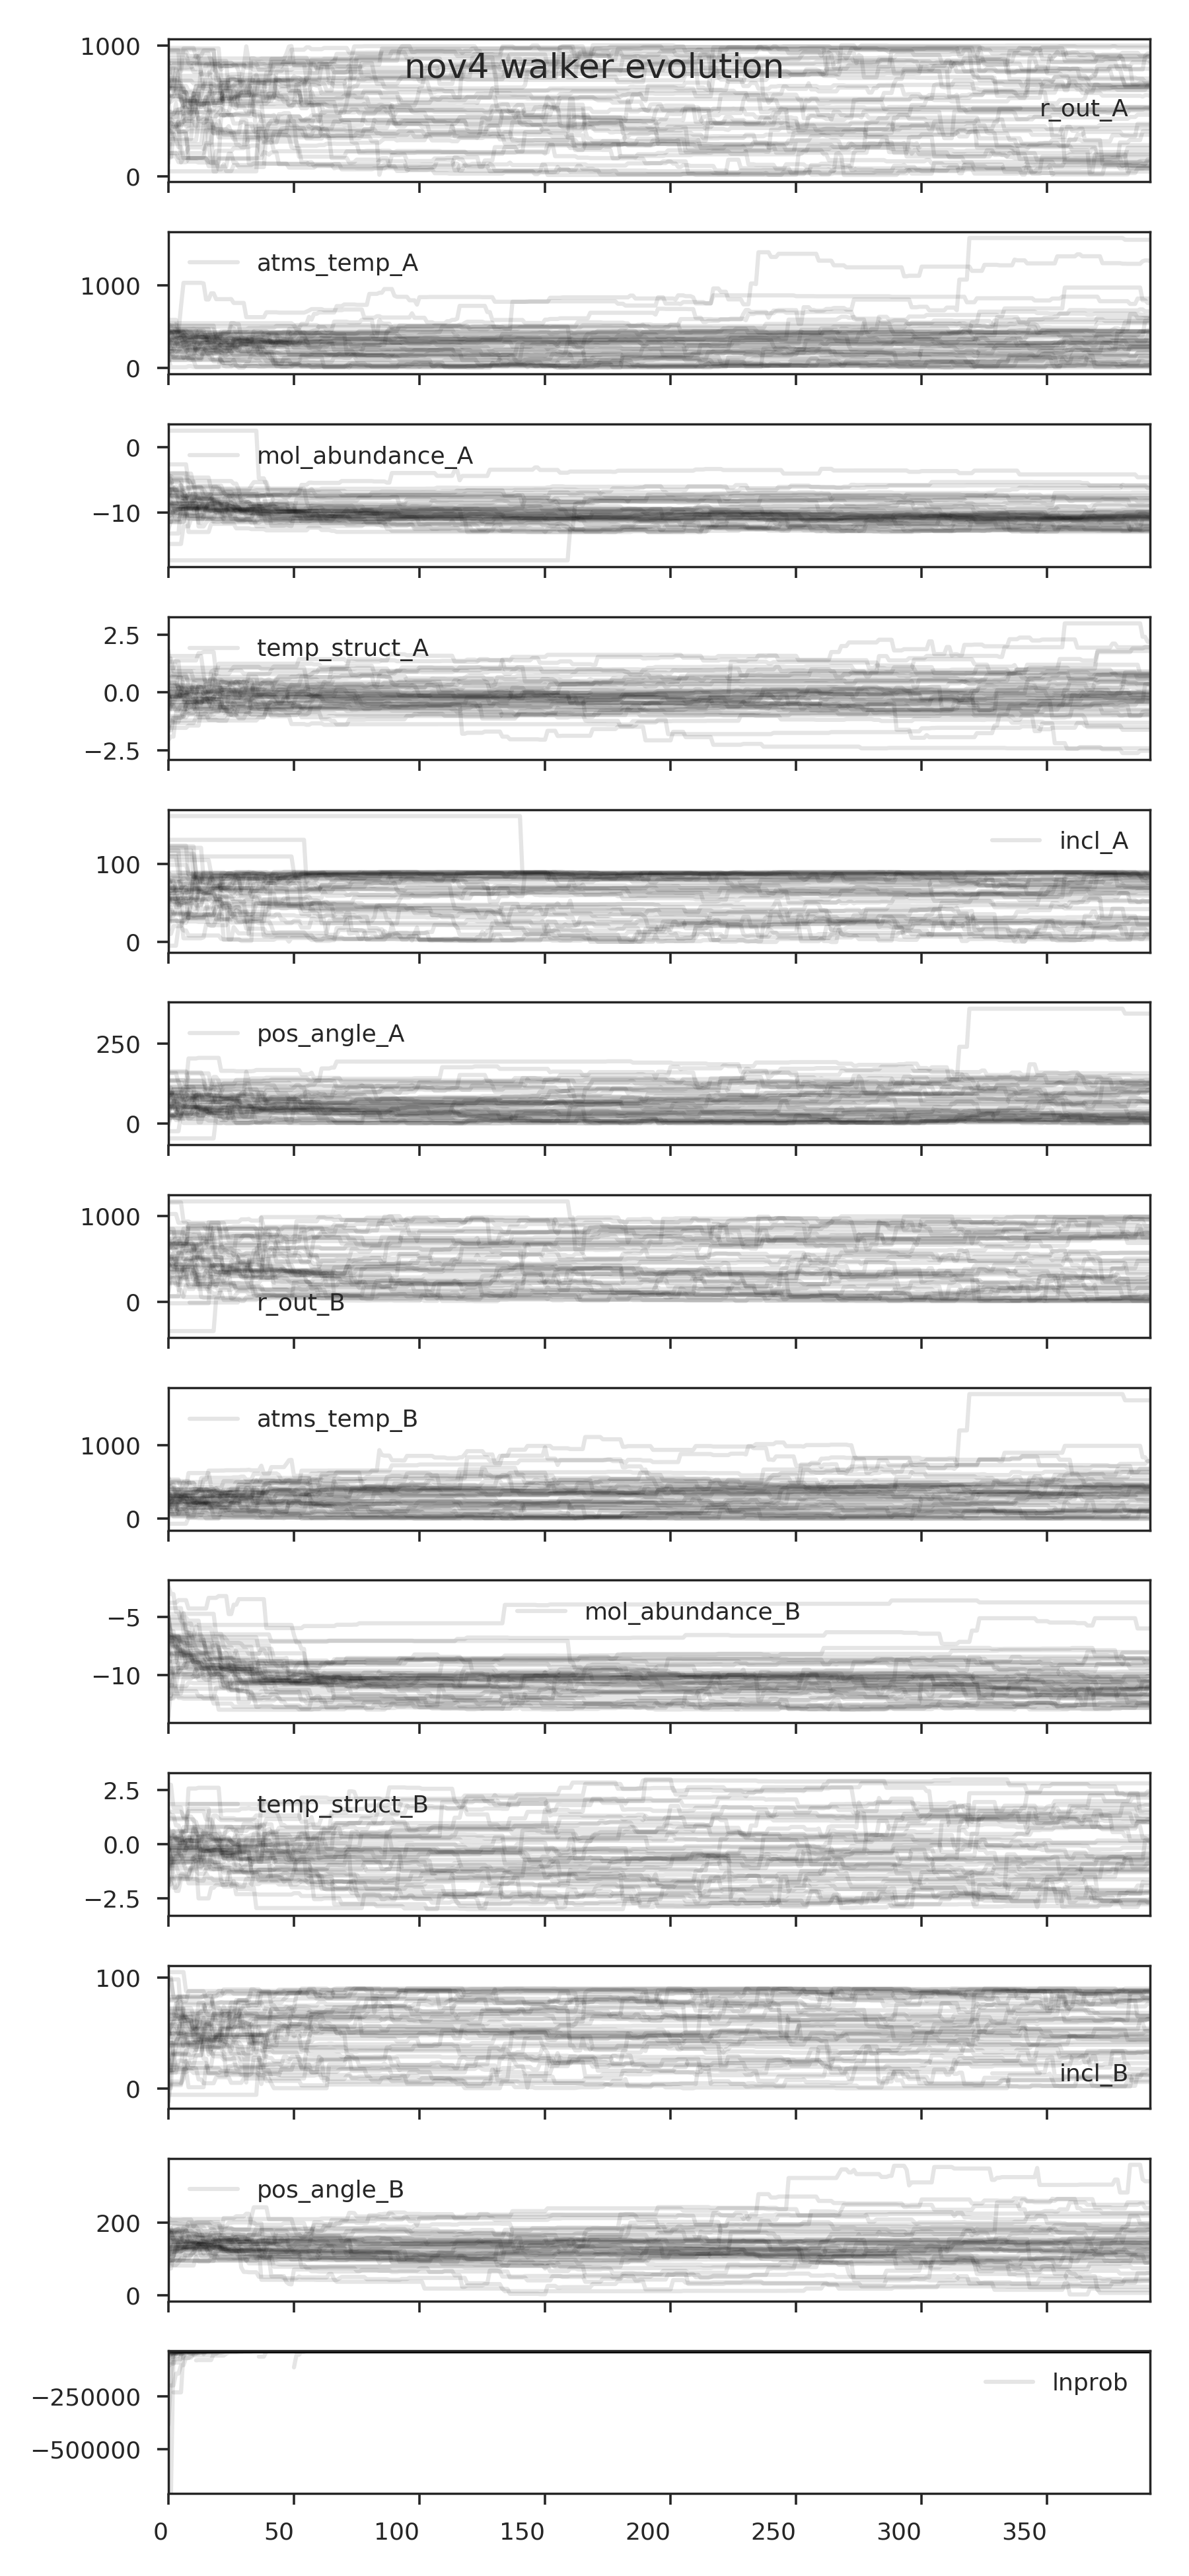 nov4 walker evolution
1000
r_out_A
0
atms_temp_A
1000
0
0
mol_abundance_A
−10
2.5
temp_struct_A
0.0
−2.5
incl_A
100
0
pos_angle_A
250
0
1000
0
r_out_B
atms_temp_B
1000
0
mol_abundance_B
−5
−10
2.5
temp_struct_B
0.0
−2.5
100
incl_B
0
pos_angle_B
200
0
lnprob
−250000
−500000
0 50 100 150 200 250 300 350